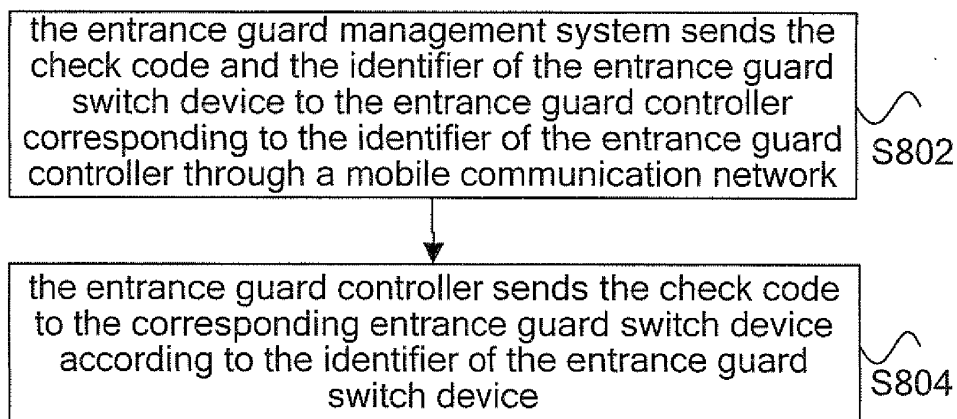 the entrance guard management system sends the
check code and the identifier of the entrance guard
switch device to the entrance guard controller
corresponding to the identifier of the entrance guard
controller through a mobile communication network
S802
the entrance guard controller sends the check code
to the corresponding entrance guard switch device
according to the identifier of the entrance guard
switch device
S804